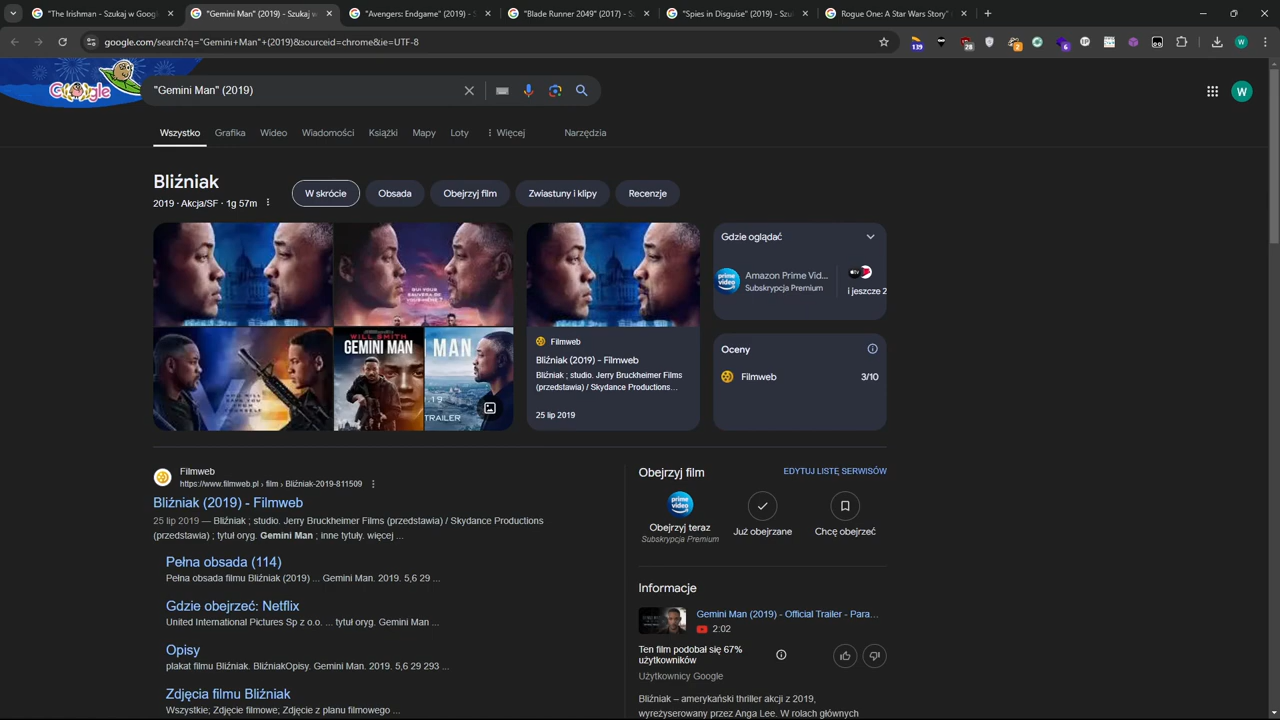 "The Irishman - Szukaj w Googl
"Gemini Man" (2019) - Szukaj w
"Avengers: Endgame" (2019) - S
"Blade Runner 2049" (2017) - Sz
"Spies in Disguise" (2019) - Szu
Rogue One: A Star Wars Story"
google.com/search?q="Gemini+Man"+(2019)&sourceid=chrome&ie=UTF-8
139
28
2
6
W
Google
"Gemini Man" (2019)
W
Wszystko
Grafika
Wideo
Wiadomości
Książki
Mapy
Loty
Więcej
Narzędzia
Bliźniak
2019 · Akcja/SF · 1g 57m
W skrócie
Obsada
Obejrzyj film
Zwiastuny i klipy
Recenzje
WILL SMITH
GEMINI MAN
MAN
TRAILER
Filmweb
Bliźniak (2019) - Filmweb
Bliźniak ; studio. Jerry Bruckheimer Films
(przedstawia) / Skydance Productions...
25 lip 2019
Gdzie oglądać
prime video
Amazon Prime Vid...
Subskrypcja Premium
i jeszcze 2
Oceny
Filmweb
3/10
Filmweb
https://www.filmweb.pl › film › Bliźniak-2019-811509
Bliźniak (2019) - Filmweb
25 lip 2019 — Bliźniak ; studio. Jerry Bruckheimer Films (przedstawia) / Skydance Productions
(przedstawia) ; tytuł oryg. Gemini Man ; inne tytuły. więcej ...
Pełna obsada (114)
Pełna obsada filmu Bliźniak (2019) ... Gemini Man. 2019. 5,6 29 ...
Gdzie obejrzeć: Netflix
United International Pictures Sp z o.o. ... tytuł oryg. Gemini Man ...
Opisy
plakat filmu Bliźniak. BliźniakOpisy. Gemini Man. 2019. 5,6 29 293 ...
Zdjęcia filmu Bliźniak
Wszystkie; Zdjęcie filmowe; Zdjęcie z planu filmowego ...
Obejrzyj film
EDYTUJ LISTĘ SERWISÓW
prime video
Obejrzyj teraz
Subskrypcja Premium
Już obejrzane
Chcę obejrzeć
Informacje
Gemini Man (2019) - Official Trailer - Para...
2:02
Ten film podobał się 67%
użytkowników
Użytkownicy Google
Bliźniak – amerykański thriller akcji z 2019,
wyreżyserowany przez Anga Lee. W rolach głównych